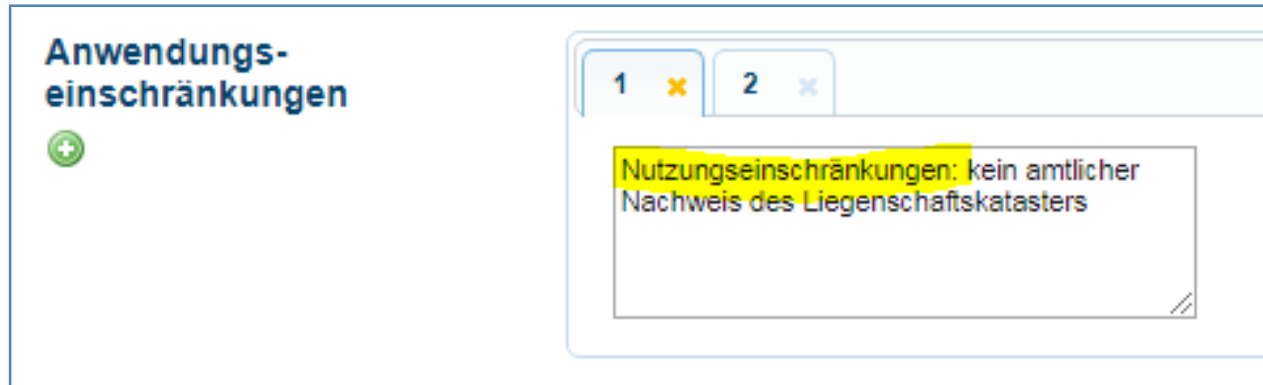 Anwendungs-
einschränkungen
1
2
Nutzungseinschränkungen: kein amtlicher
Nachweis des Liegenschaftskatasters